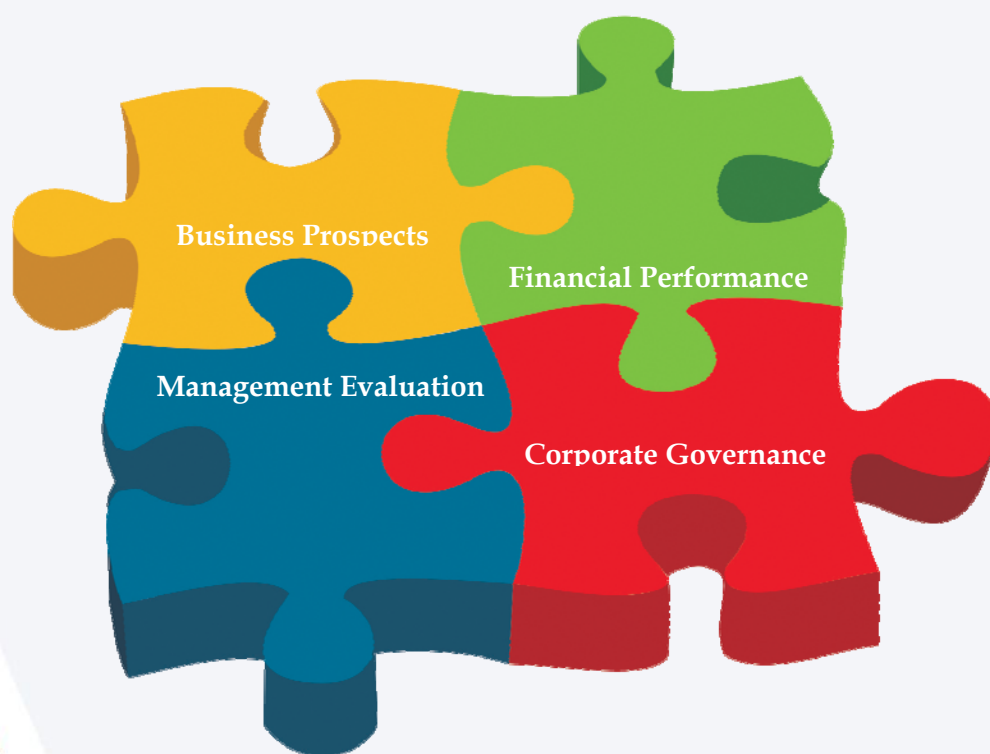 Business Prospects
Financial Performance
Management Evaluation
Corporate Governance